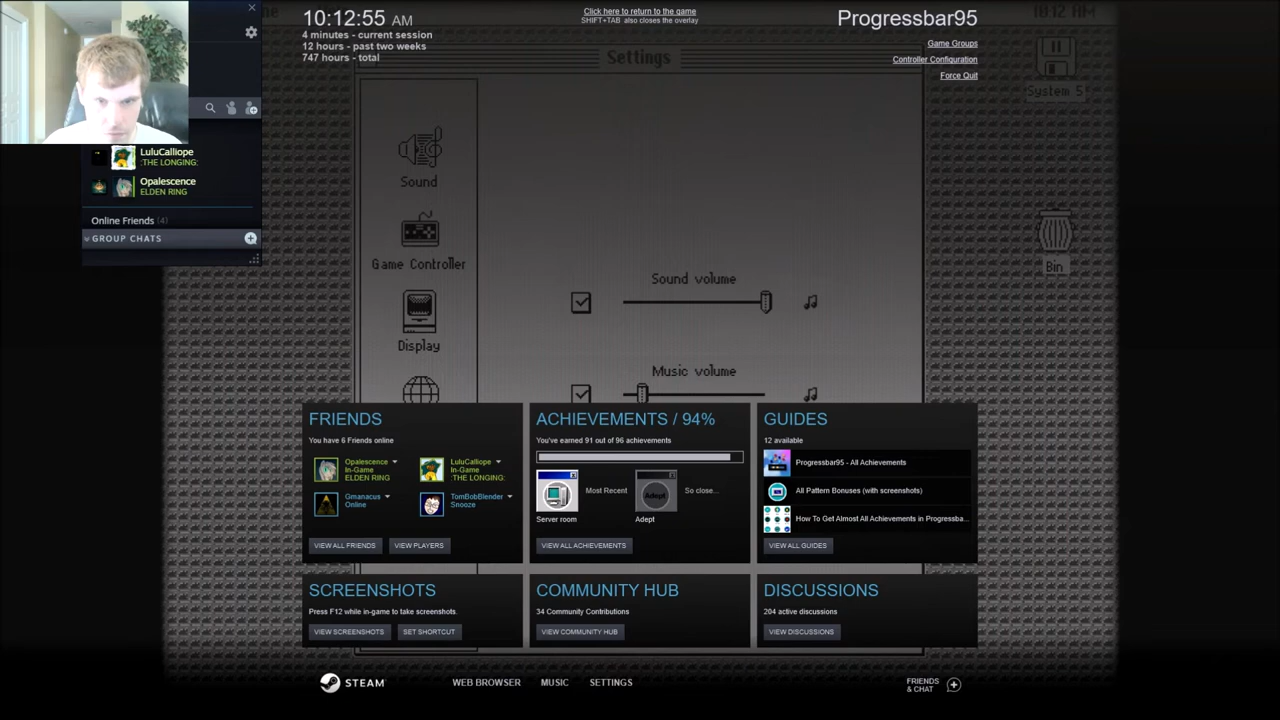 10:12:55 AM
4 minutes - current session
12 hours - past two weeks
747 hours - total
Click here to return to the game
SHIFT+TAB also closes the overlay
Progressbar95
10:12 AM
Game Groups
Controller Configuration
Force Quit
Settings
System 5
LuluCalliope
:THE LONGING:
Opalescence
ELDEN RING
Online Friends (4)
GROUP CHATS
Sound
Game Controller
Display
Bin
Sound volume
Music volume
FRIENDS
You have 6 Friends online
Opalescence
In-Game
ELDEN RING
LuluCalliope
In-Game
:THE LONGING:
Gmanacus
Online
TomBobBlender
Snooze
VIEW ALL FRIENDS
VIEW PLAYERS
ACHIEVEMENTS / 94%
You've earned 91 out of 96 achievements
Most Recent
Server room
Adept
So close...
Adept
VIEW ALL ACHIEVEMENTS
GUIDES
12 available
Progressbar95 - All Achievements
All Pattern Bonuses (with screenshots)
How To Get Almost All Achievements in Progressba...
VIEW ALL GUIDES
SCREENSHOTS
Press F12 while in-game to take screenshots.
VIEW SCREENSHOTS
SET SHORTCUT
COMMUNITY HUB
34 Community Contributions
VIEW COMMUNITY HUB
DISCUSSIONS
204 active discussions
VIEW DISCUSSIONS
STEAM
WEB BROWSER
MUSIC
SETTINGS
FRIENDS
& CHAT